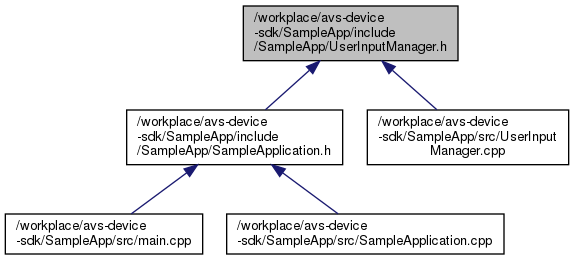 /workplace/avs-device
-sdk/SampleApp/include
/SampleApp/UserInputManager.h
/workplace/avs-device
-sdk/SampleApp/include
/SampleApp/SampleApplication.h
/workplace/avs-device
-sdk/SampleApp/src/UserInput
Manager.cpp
/workplace/avs-device
-sdk/SampleApp/src/main.cpp
/workplace/avs-device
-sdk/SampleApp/src/SampleApplication.cpp